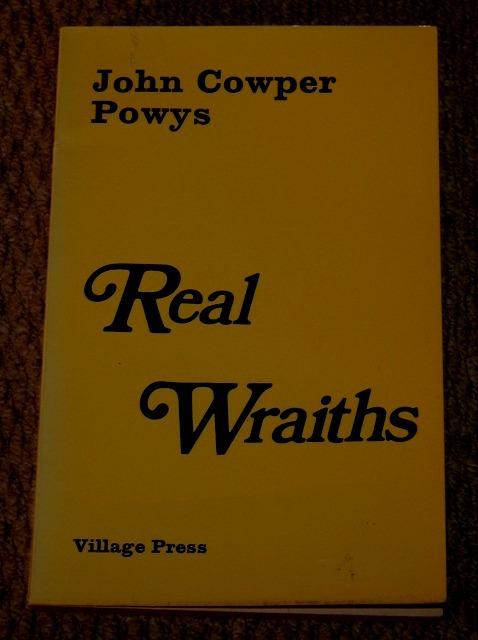 John Cowper
Powys
Real
Wraiths
Village Press